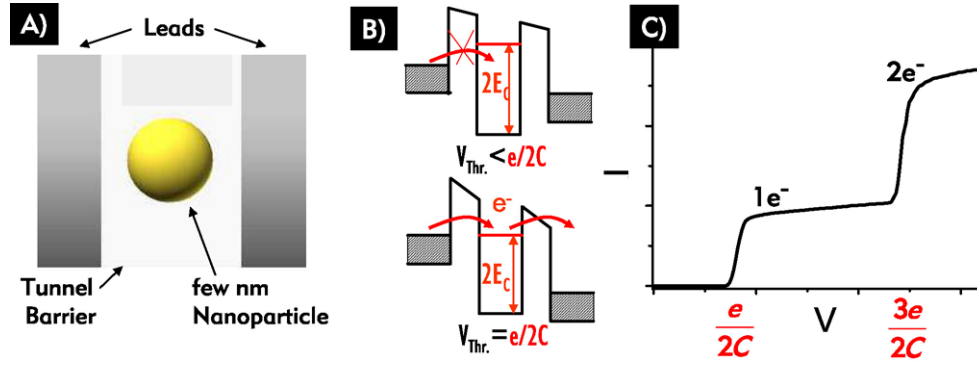 A)
Leads
Tunnel
Barrier
few nm
Nanoparticle
B)
2E_C
V_Thr. < e/2C
e⁻
2E_C
V_Thr. = e/2C
C)
I
1e⁻
2e⁻
e/2C
V
3e/2C